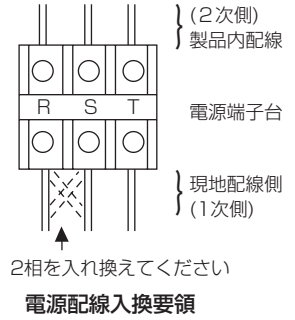 (2次側)
製品内配線
R S T
電源端子台
現地配線側
(1次側)
2相を入れ換えてください
電源配線入換要領